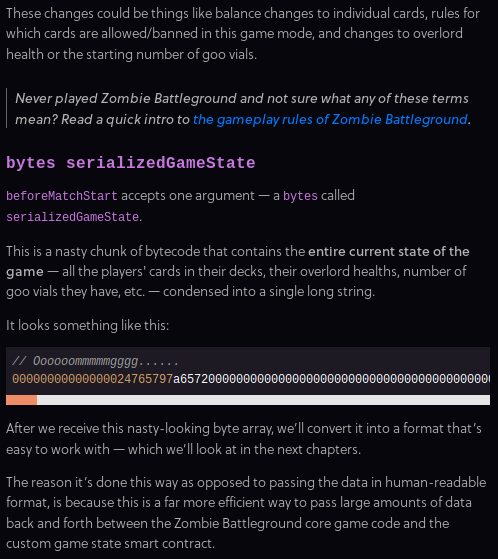 These changes could be things like balance changes to individual cards, rules for
which cards are allowed/banned in this game mode, and changes to overlord
health or the starting number of goo vials.
Never played Zombie Battleground and not sure what any of these terms
mean? Read a quick intro to the gameplay rules of Zombie Battleground.
bytes serializedGameState
beforeMatchStart accepts one argument — a bytes called
serializedGameState.
This is a nasty chunk of bytecode that contains the entire current state of the
game — all the players' cards in their decks, their overlord healths, number of
goo vials they have, etc. — condensed into a single long string.
It looks something like this:
// Oooooommmmmgggg......
00000000000000024765797a65720000000000000000000000000000000000000000
After we receive this nasty-looking byte array, we'll convert it into a format that's
easy to work with — which we'll look at in the next chapters.
The reason it's done this way as opposed to passing the data in human-readable
format, is because this is a far more efficient way to pass large amounts of data
back and forth between the Zombie Battleground core game code and the
custom game state smart contract.